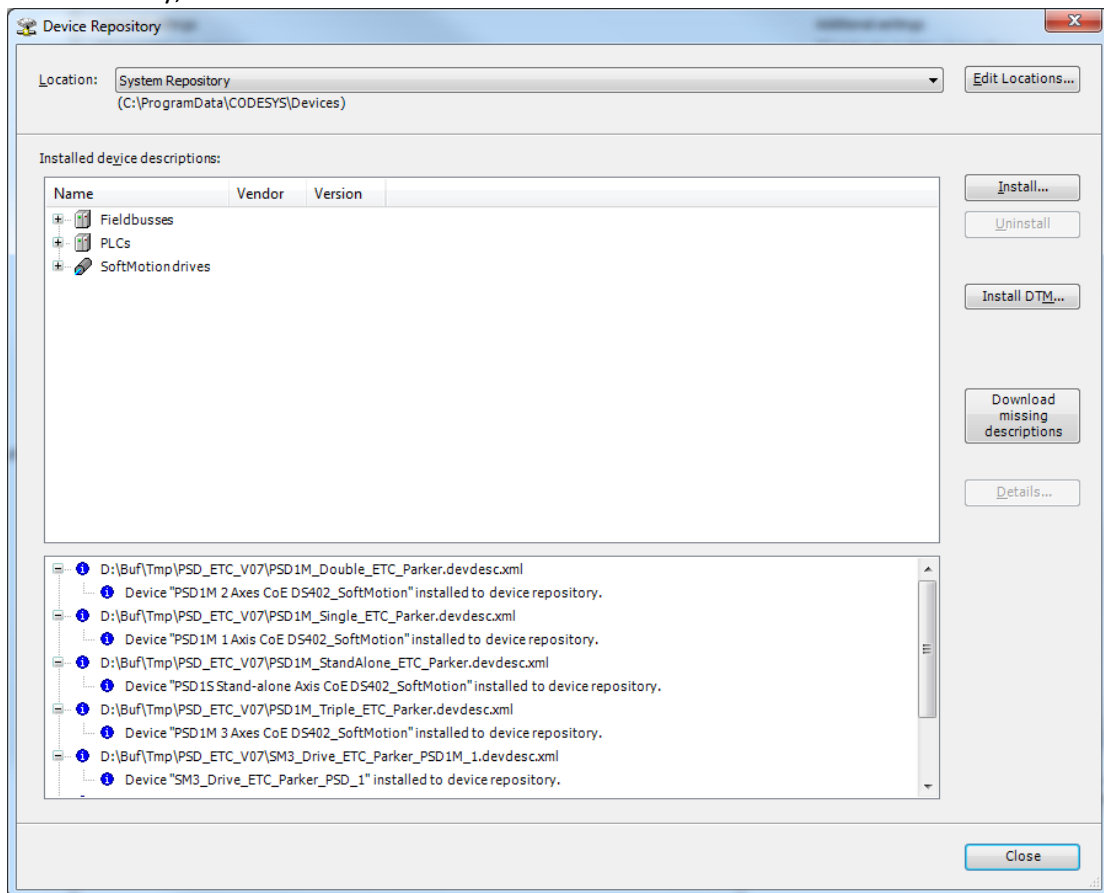 Device Repository
X
Location:
System Repository
Edit Locations...
(C:\ProgramData\CODESYS\Devices)
Installed device descriptions:
Name Vendor Version
Install...
Fieldbusses
Uninstall
PLCs
SoftMotion drives
Install DTM...
Download
missing
descriptions
Details...
D:\Buf\Tmp\PSD_ETC_V07\PSD1M_Double_ETC_Parker.devdesc.xml
Device "PSD1M 2 Axes CoE DS402_SoftMotion" installed to device repository.
D:\Buf\Tmp\PSD_ETC_V07\PSD1M_Single_ETC_Parker.devdesc.xml
Device "PSD1M 1 Axis CoE DS402_SoftMotion" installed to device repository.
D:\Buf\Tmp\PSD_ETC_V07\PSD1M_StandAlone_ETC_Parker.devdesc.xml
Device "PSD1S Stand-alone Axis CoE DS402_SoftMotion" installed to device repository.
D:\Buf\Tmp\PSD_ETC_V07\PSD1M_Triple_ETC_Parker.devdesc.xml
Device "PSD1M 3 Axes CoE DS402_SoftMotion" installed to device repository.
D:\Buf\Tmp\PSD_ETC_V07\SM3_Drive_ETC_Parker_PSD1M_1.devdesc.xml
Device "SM3_Drive_ETC_Parker_PSD_1" installed to device repository.
Close